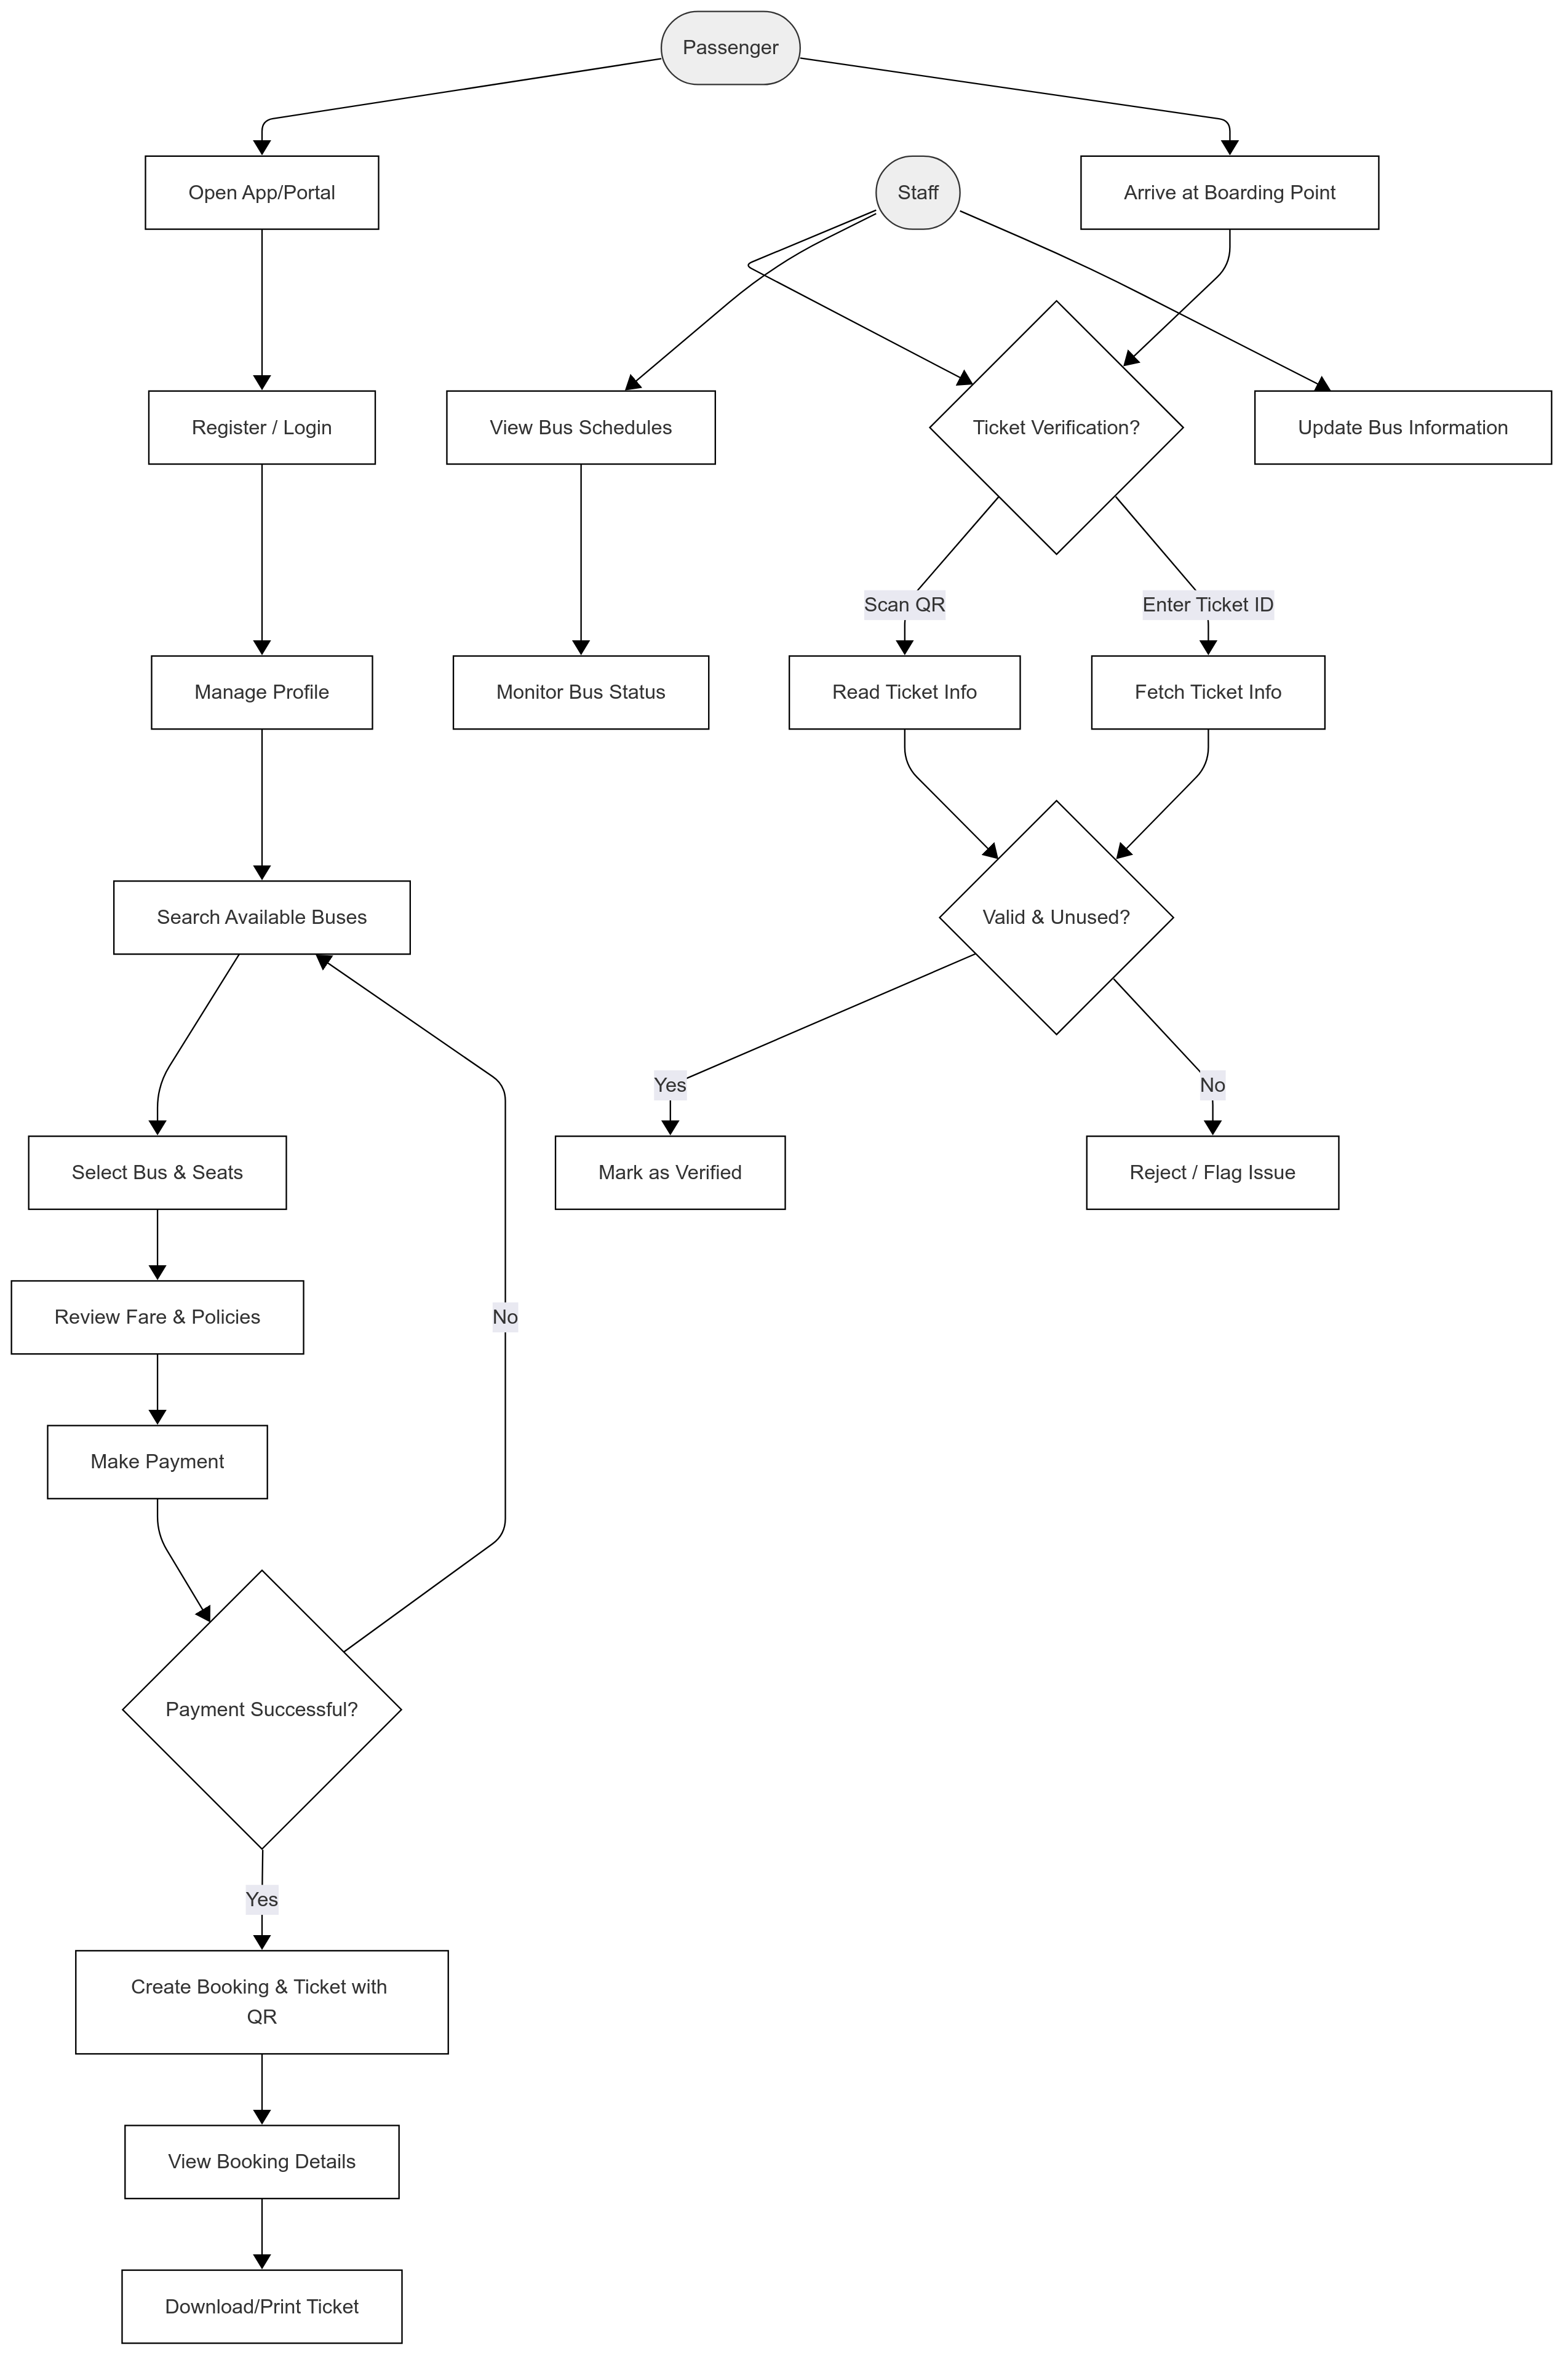 Passenger
Open App/Portal
Staff
Arrive at Boarding Point
Register / Login
View Bus Schedules
Ticket Verification?
Update Bus Information
Scan QR
Enter Ticket ID
Manage Profile
Monitor Bus Status
Read Ticket Info
Fetch Ticket Info
Search Available Buses
Valid & Unused?
Yes
No
Select Bus & Seats
Mark as Verified
Reject / Flag Issue
Review Fare & Policies
No
Make Payment
Payment Successful?
Yes
Create Booking & Ticket with
QR
View Booking Details
Download/Print Ticket